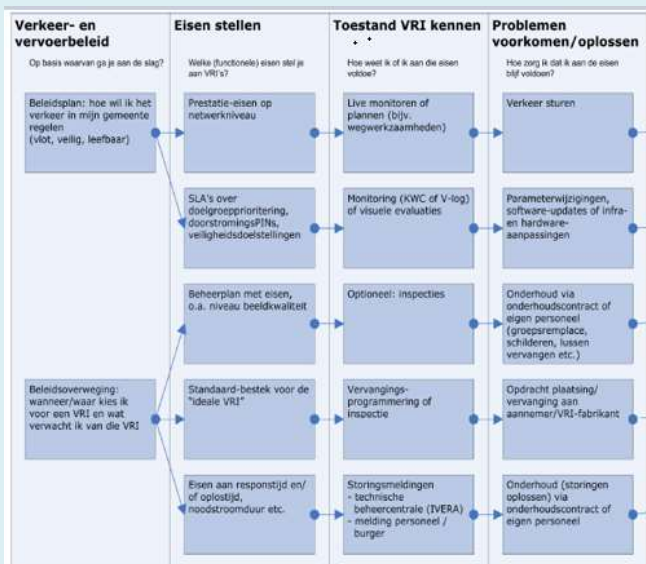 Verkeer- en
vervoerbeleid
Op basis waarvan ga je aan de slag?
Beleidsplan: hoe wil ik het
verkeer in mijn gemeente
regelen
(vlot, veilig, leefbaar)
Beleidsoverweging:
wanneer/waar kies ik
voor een VRI en wat
verwacht ik van die VRI
Eisen stellen
Welke (functionele) eisen stel je
aan VRI's?
Prestatie-eisen op
netwerkniveau
SLA's over
doelgroepprioritering,
doorstromingsPINs,
veiligheidsdoelstellingen
Beheerplan met eisen,
o.a. niveau beeldkwaliteit
Standaard-bestek voor de
"ideale VRI"
Eisen aan responstijd en/
of oplostijd,
noodstroomduur etc.
Toestand VRI kennen
Hoe weet ik of ik aan die eisen
voldoe?
Live monitoren of
plannen (bijv.
wegwerkzaamheden)
Monitoring (KWC of V-log)
of visuele evaluaties
Optioneel: inspecties
Vervangings-
programmering of
inspectie
Storingsmeldingen
- technische
beheercentrale (IVERA)
- melding personeel /
burger
Problemen
voorkomen/oplossen
Hoe zorg ik dat ik aan de eisen
blijf voldoen?
Verkeer sturen
Parameterwijzigingen,
software-updates of infra-
en hardware-
aanpassingen
Onderhoud via
onderhoudscontract of
eigen personeel
(groepsremplace,
schilderen, lussen
vervangen etc.)
Opdracht plaatsing/
vervanging aan
aannemer/VRI-fabrikant
Onderhoud (storingen
oplossen) via
onderhoudscontract of
eigen personeel